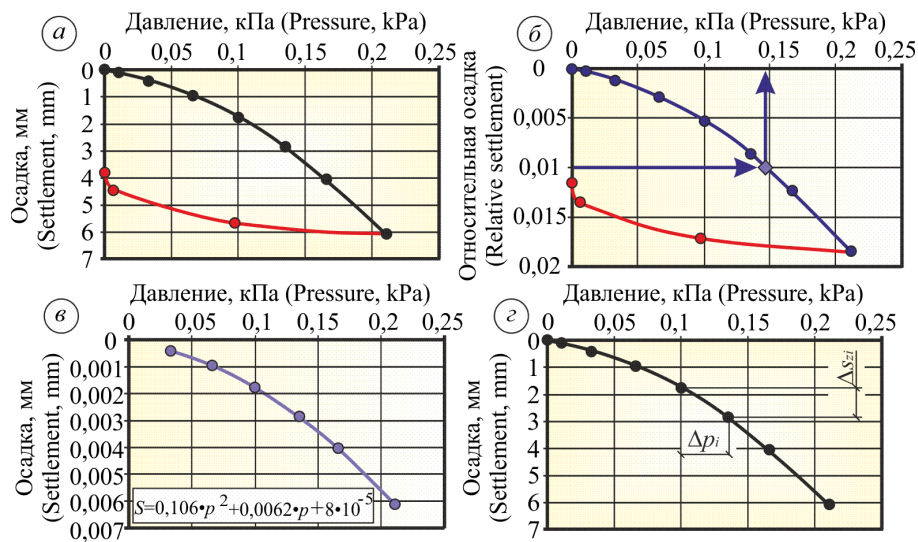 а
Давление, кПа (Pressure, kPa)
0 0,05 0,1 0,15 0,2 0,25
Осадка, мм
(Settlement, mm)
0
1
2
3
4
5
6
7
б
Давление, кПа (Pressure, kPa)
0 0,05 0,1 0,15 0,2 0,25
Относительная осадка
(Relative settlement)
0
0,005
0,01
0,015
0,02
в
Давление, кПа (Pressure, kPa)
0 0,05 0,1 0,15 0,2 0,25
Осадка, мм
(Settlement, mm)
0
0,001
0,002
0,003
0,004
0,005
0,006
0,007
S=0,106•p²+0,0062•p+8•10⁻⁵
г
Давление, кПа (Pressure, kPa)
0 0,05 0,1 0,15 0,2 0,25
Осадка, мм
(Settlement, mm)
0
1
2
3
4
5
6
7
Δpi
Δszi